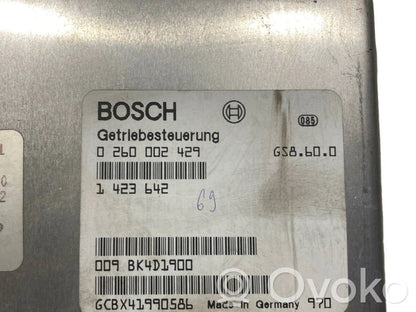 BOSCH
085
Getriebesteuerung
0 260 002 429 GS8.60.0
1 423 642
69
009 BK4D1900
GCBX41990586 Made in Germany 970
Ovoko